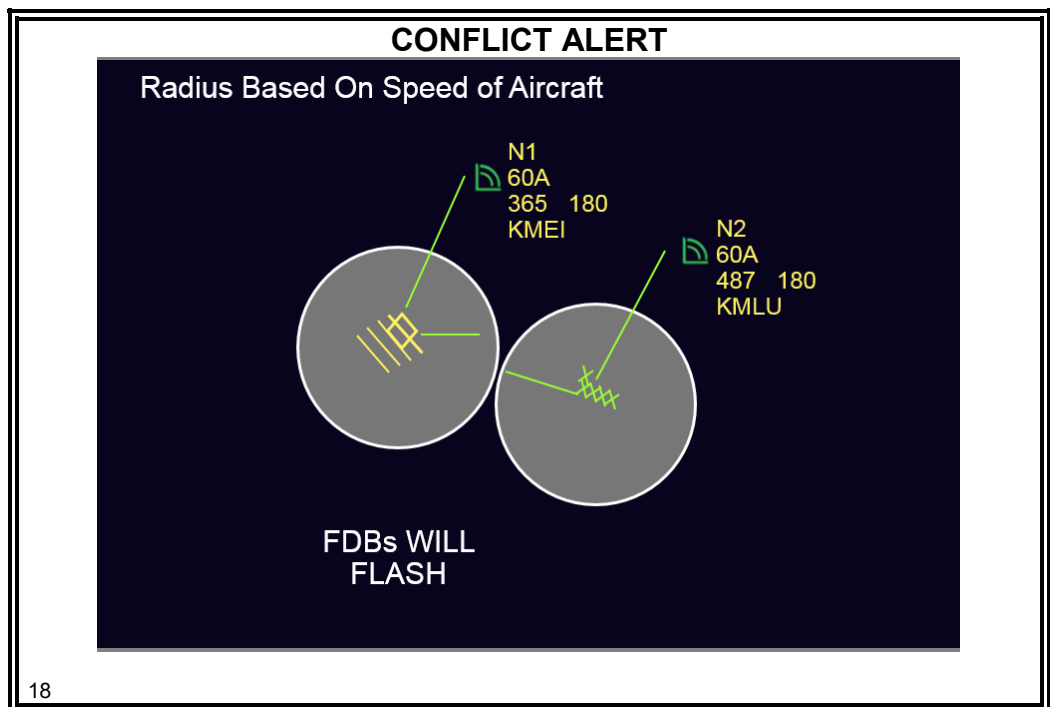 CONFLICT ALERT
Radius Based On Speed of Aircraft
N1
60A
365 180
KMEI
N2
60A
487 180
KMLU
FDBs WILL
FLASH
18